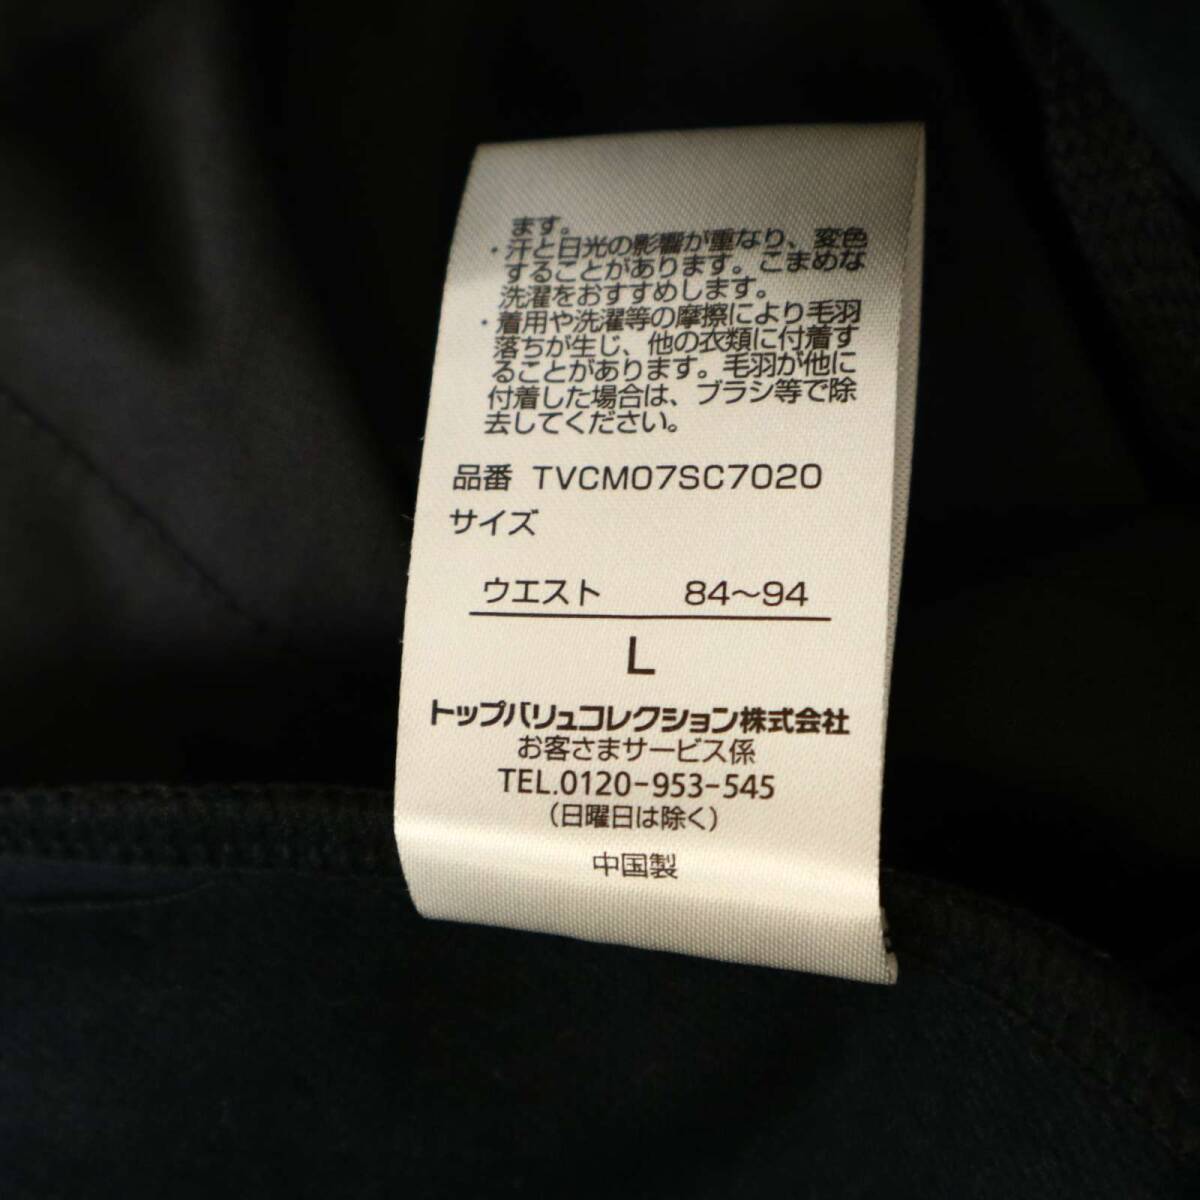 ます。
・汗と日光の影響が重なり、変色
することがあります。こまめな
洗濯をおすすめします。
・着用や洗濯等の摩擦により毛羽
落ちが生じ、他の衣類に付着す
ることがあります。毛羽が他に
付着した場合は、ブラシ等で除
去してください。
品番 TVCM07SC7020
サイズ
ウエスト 84～94
L
トップバリュコレクション株式会社
お客さまサービス係
TEL.0120-953-545
（日曜日は除く）
中国製